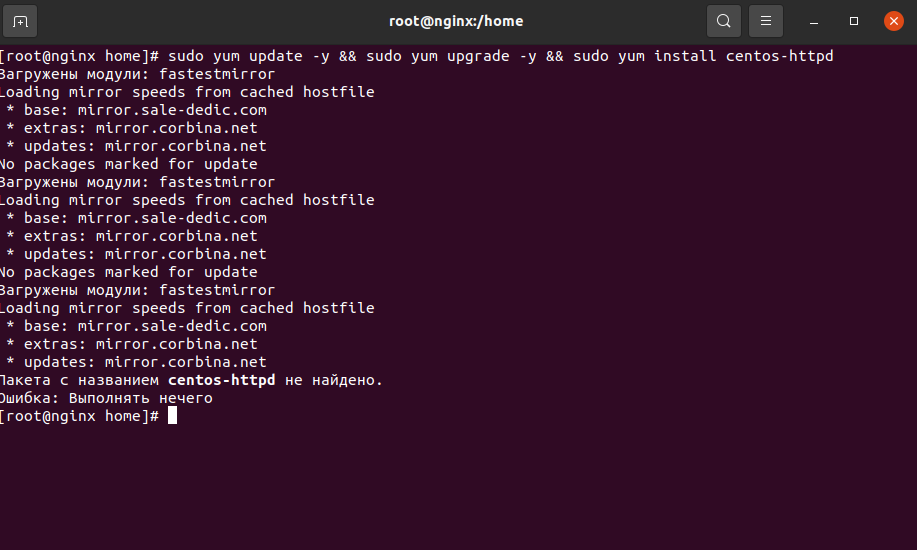 root@nginx:/home
[root@nginx home]# sudo yum update -y && sudo yum upgrade -y && sudo yum install centos-httpd
Загружены модули: fastestmirror
Loading mirror speeds from cached hostfile
 * base: mirror.sale-dedic.com
 * extras: mirror.corbina.net
 * updates: mirror.corbina.net
No packages marked for update
Загружены модули: fastestmirror
Loading mirror speeds from cached hostfile
 * base: mirror.sale-dedic.com
 * extras: mirror.corbina.net
 * updates: mirror.corbina.net
No packages marked for update
Загружены модули: fastestmirror
Loading mirror speeds from cached hostfile
 * base: mirror.sale-dedic.com
 * extras: mirror.corbina.net
 * updates: mirror.corbina.net
Пакета с названием centos-httpd не найдено.
Ошибка: Выполнять нечего
[root@nginx home]#